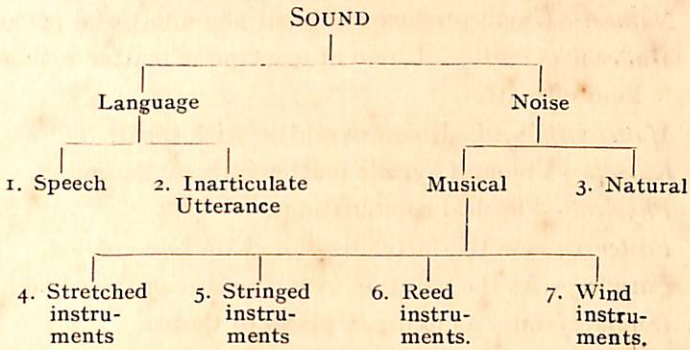 SOUND
Language Noise
1. Speech 2. Inarticulate Musical 3. Natural
Utterance
4. Stretched 5. Stringed 6. Reed 7. Wind
instru- instru- instru- instru-
ments ments ments. ments.